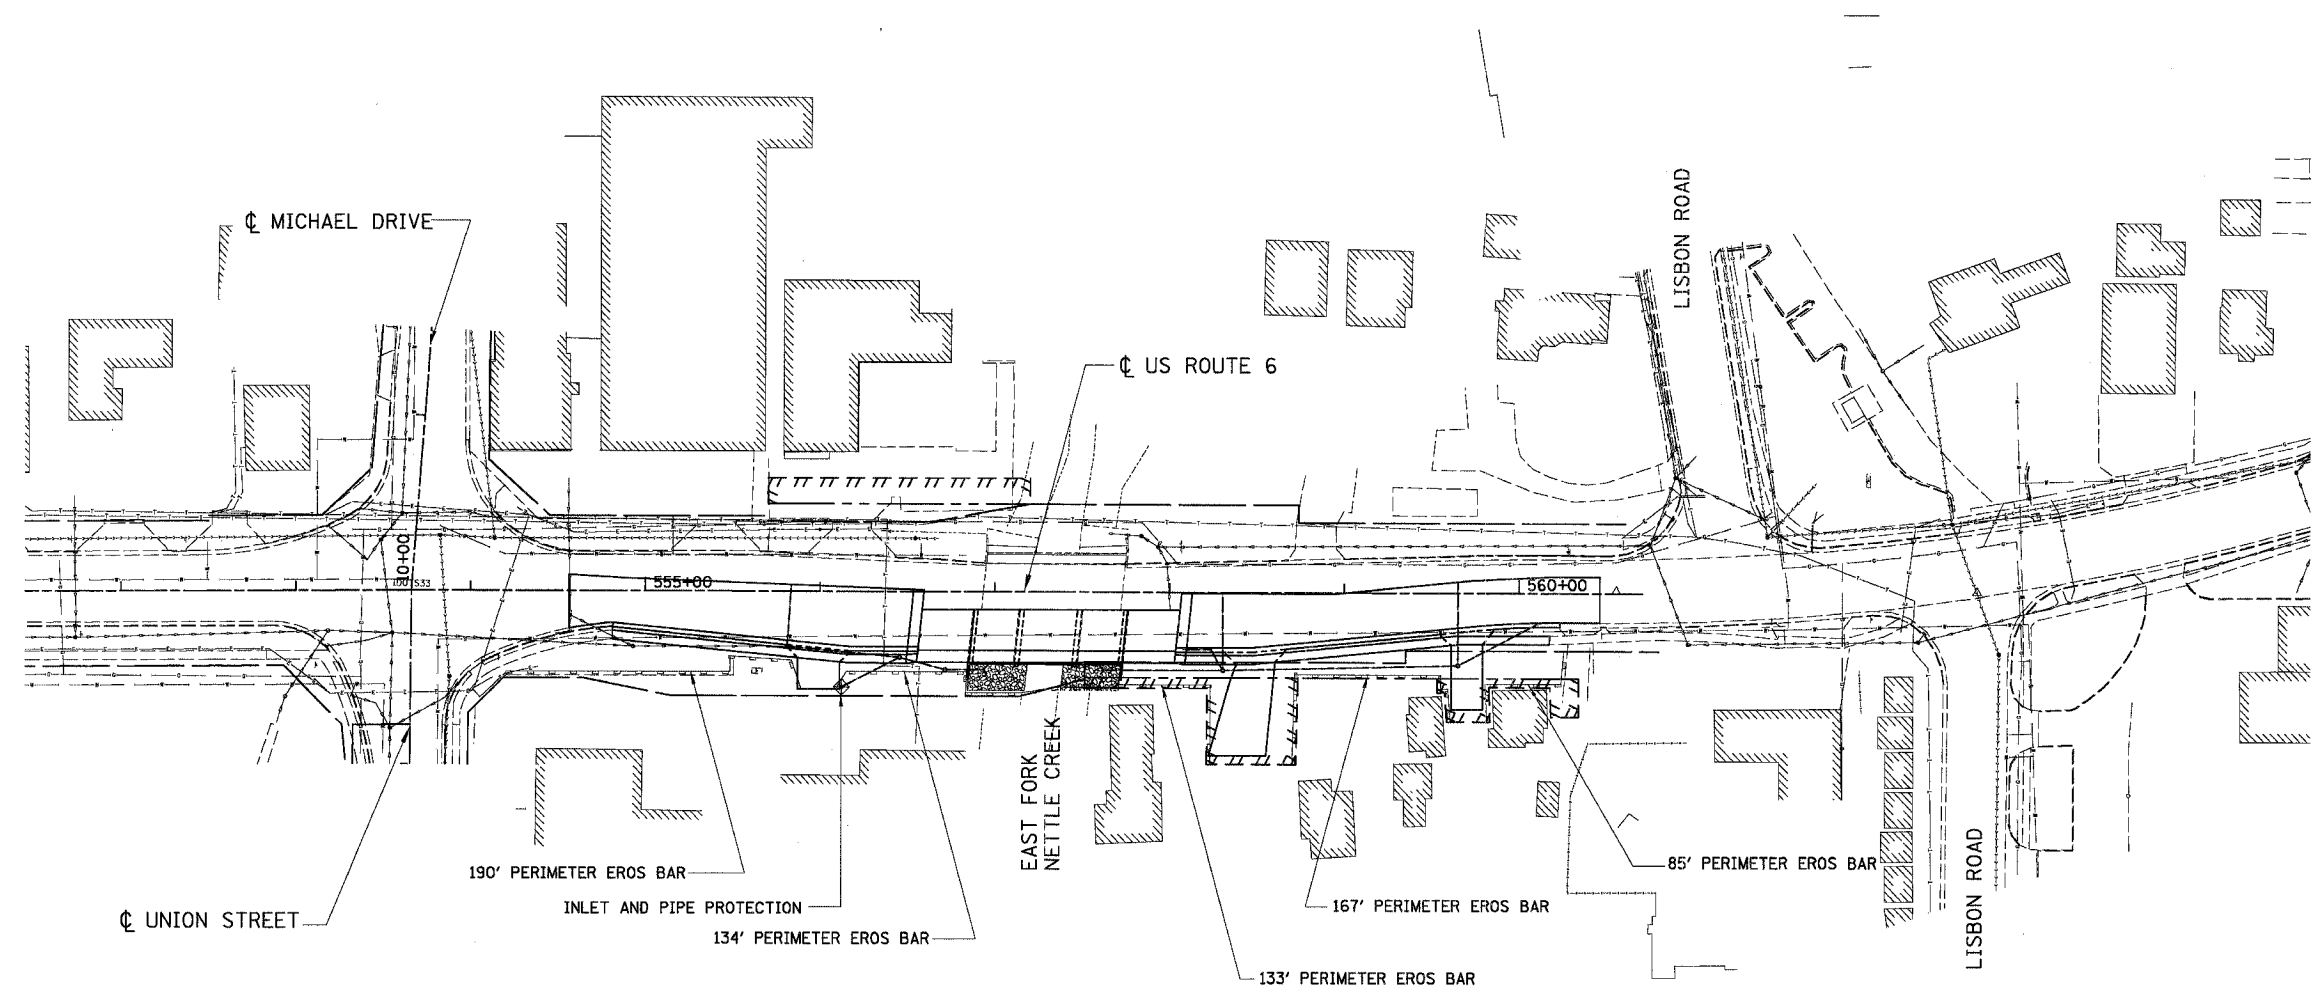 LISBON ROAD
℄ MICHAEL DRIVE
℄ US ROUTE 6
555+00
560+00
EAST FORK
NETTLE CREEK
190' PERIMETER EROS BAR
85' PERIMETER EROS BAR
INLET AND PIPE PROTECTION
167' PERIMETER EROS BAR
℄ UNION STREET
134' PERIMETER EROS BAR
LISBON ROAD
133' PERIMETER EROS BAR